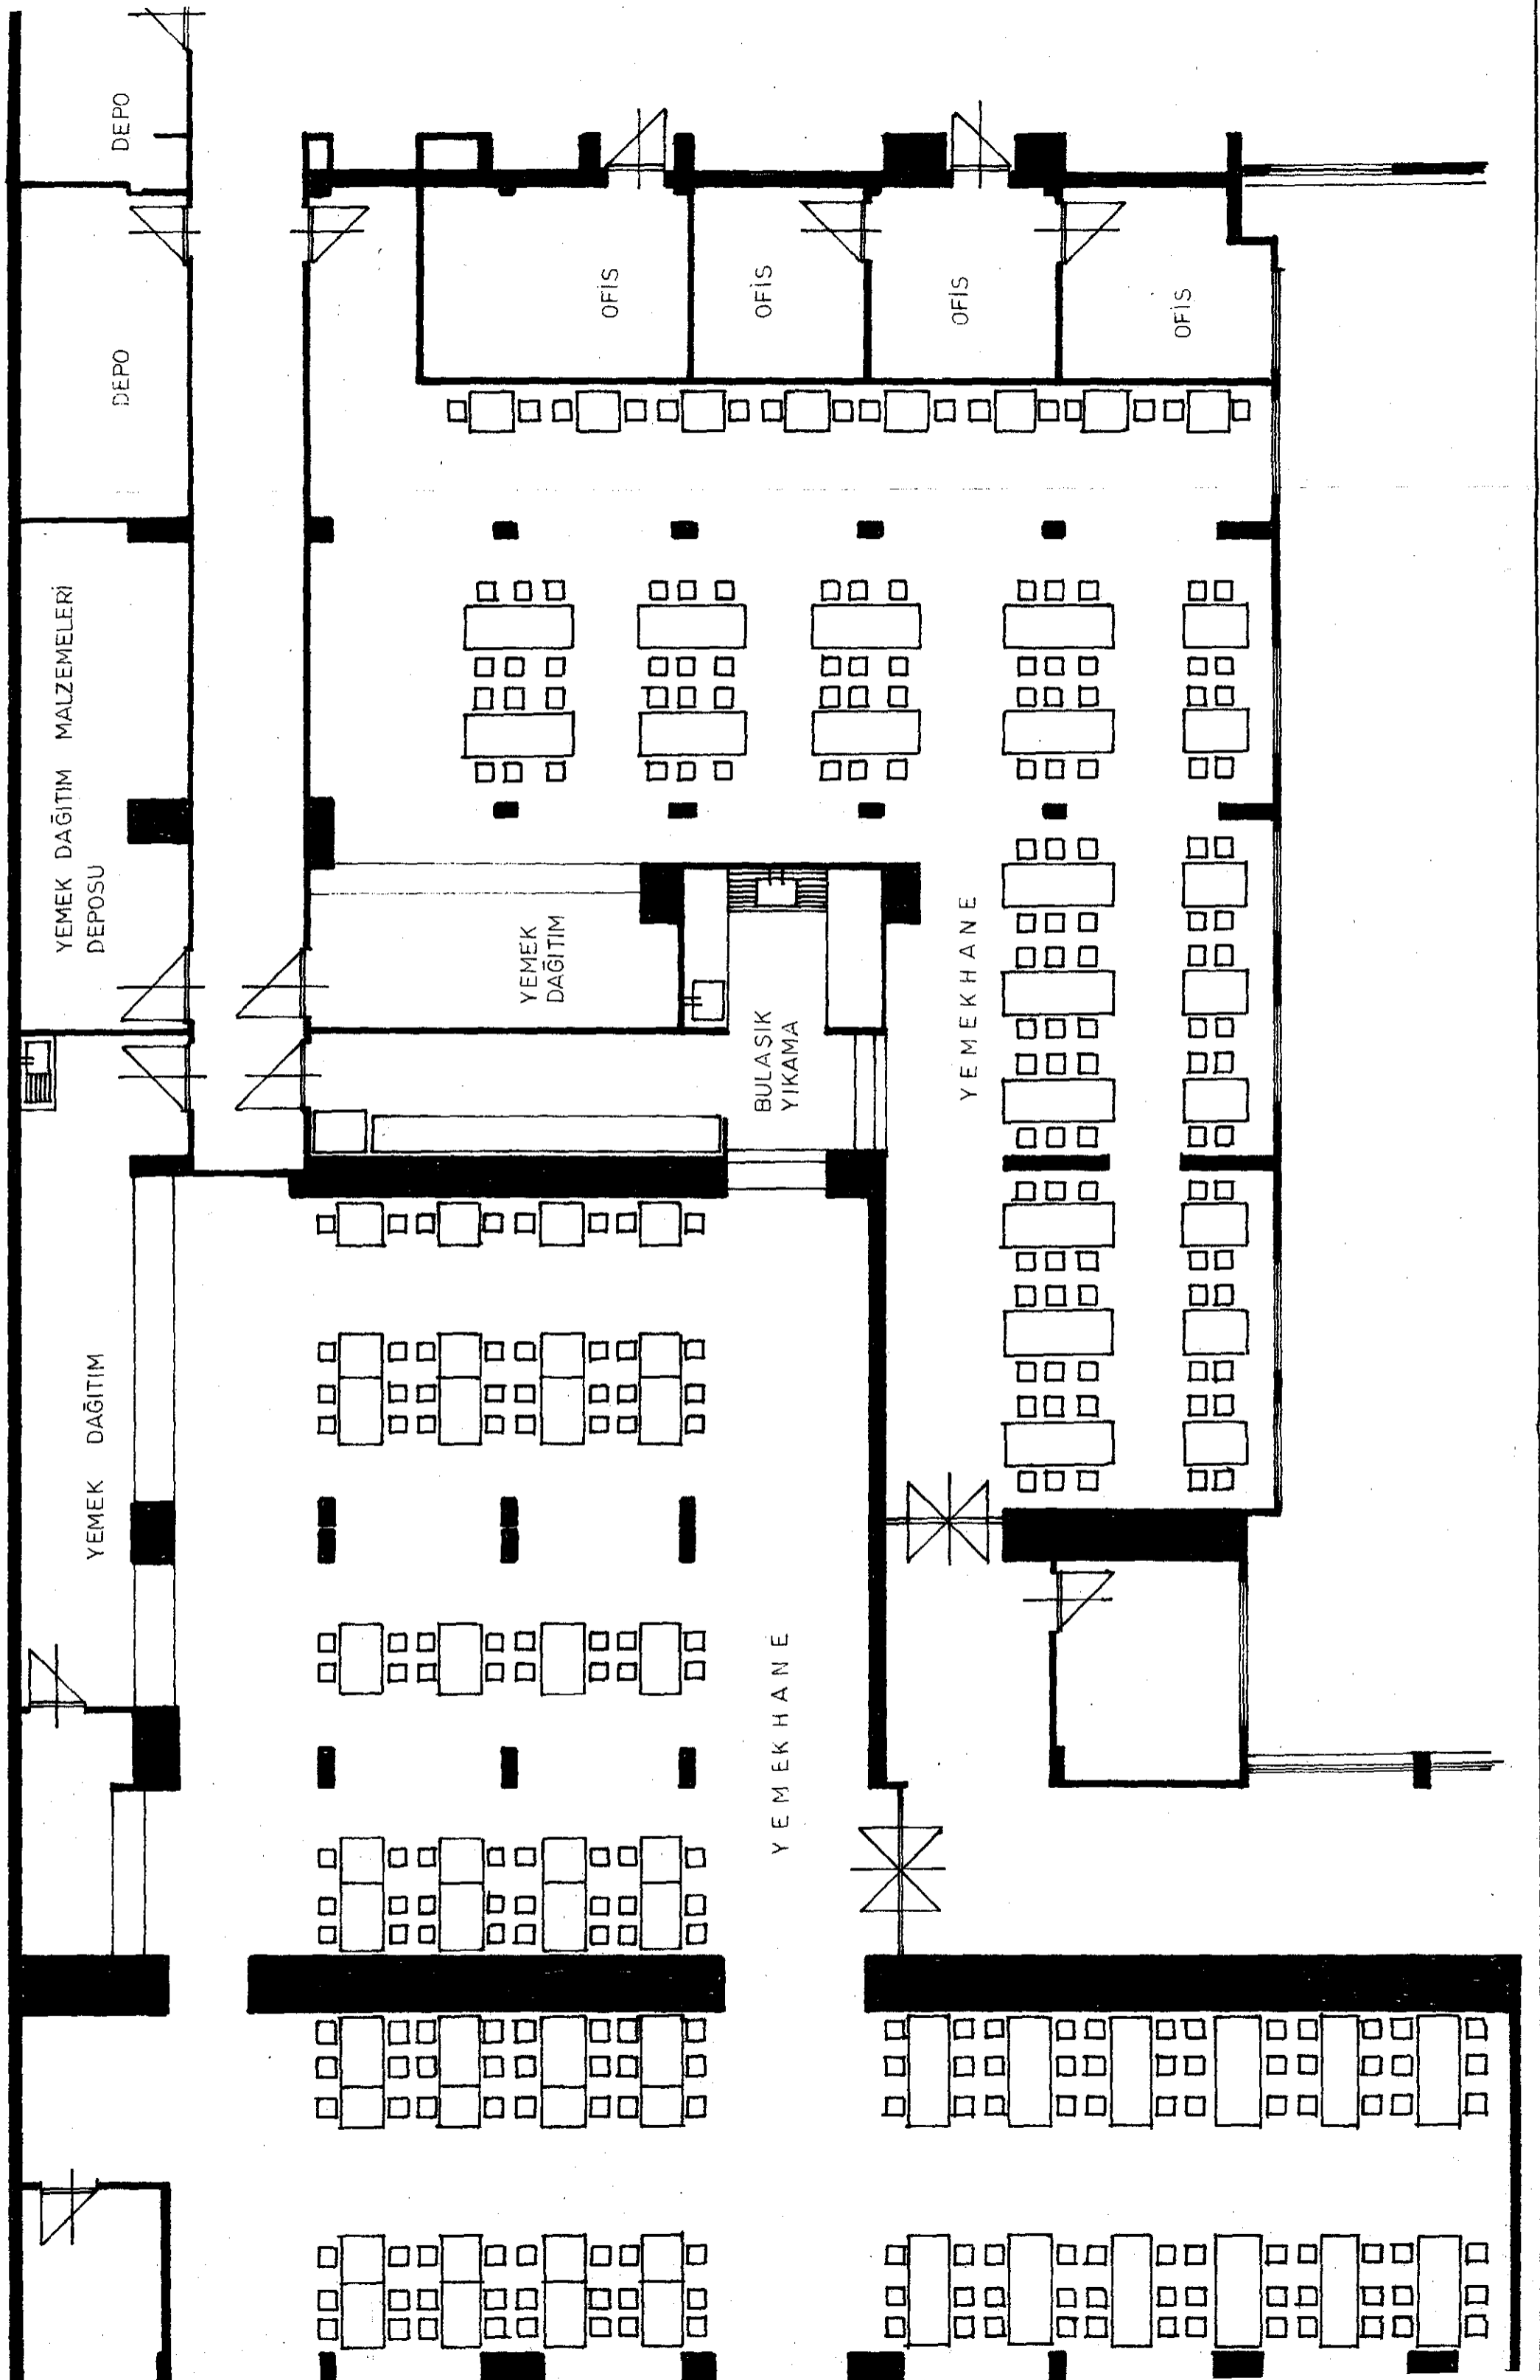 DEPO
DEPO
OFİS
OFİS
OFİS
OFİS
YEMEK DAĞITIM MALZEMELERİ
DEPOSU
YEMEK
DAĞITIM
BULAŞIK
YIKAMA
YEMEKHANE
YEMEK DAĞITIM
YEMEKHANE